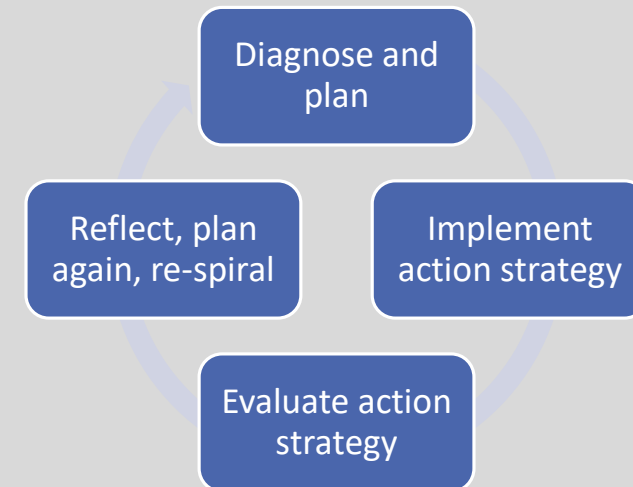 Diagnose and
plan
Implement
action strategy
Evaluate action
strategy
Reflect, plan
again, re-spiral